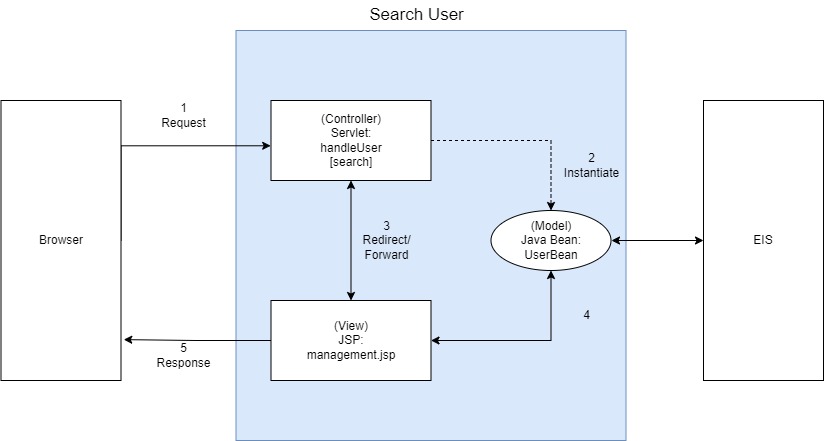 Search User
1
Request
(Controller)
Servlet:
handleUser
[search]
2
Instantiate
3
Redirect/
Forward
(Model)
Java Bean:
UserBean
Browser
EIS
4
(View)
JSP:
management.jsp
5
Response